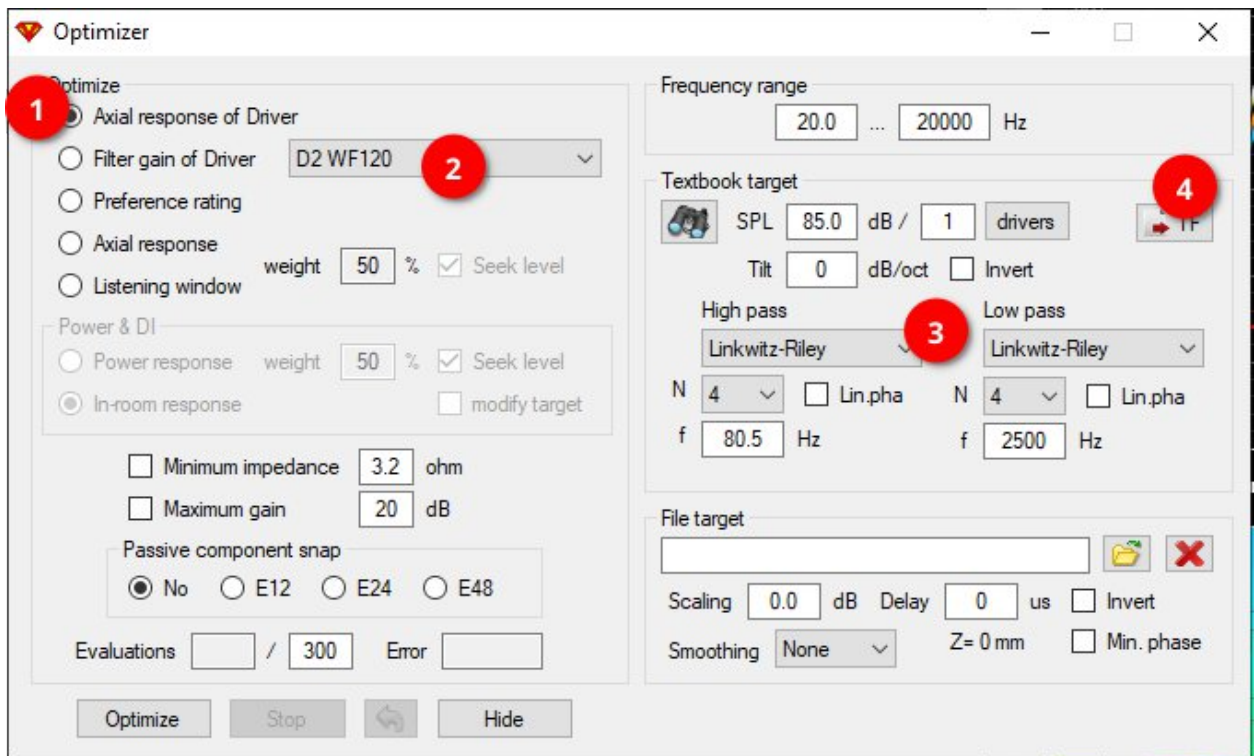 Optimizer
Optimize
1
Axial response of Driver
Filter gain of Driver
D2 WF120
2
Preference rating
Axial response
weight 50 % Seek level
Listening window
Power & DI
Power response weight 50 % Seek level
In-room response modify target
Minimum impedance 3.2 ohm
Maximum gain 20 dB
Passive component snap
No E12 E24 E48
Evaluations / 300 Error
Optimize Stop Hide
Frequency range
20.0 ... 20000 Hz
Textbook target
4
SPL 85.0 dB / 1 drivers TF
Tilt 0 dB/oct Invert
High pass Low pass
3
Linkwitz-Riley Linkwitz-Riley
N 4 Lin.pha N 4 Lin.pha
f 80.5 Hz f 2500 Hz
File target
Scaling 0.0 dB Delay 0 us Invert
Smoothing None Z= 0 mm Min. phase